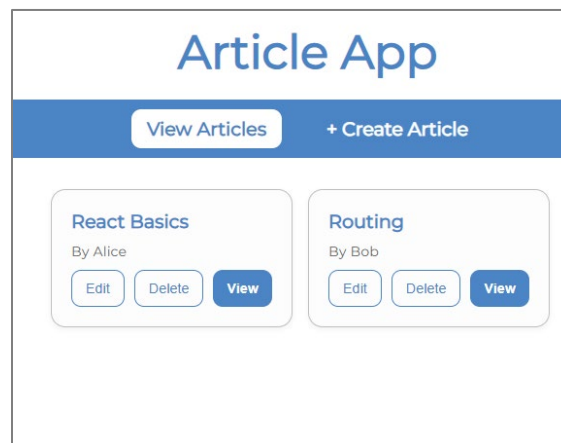 Article App
View Articles + Create Article
React Basics
By Alice
Edit Delete View
Routing
By Bob
Edit Delete View